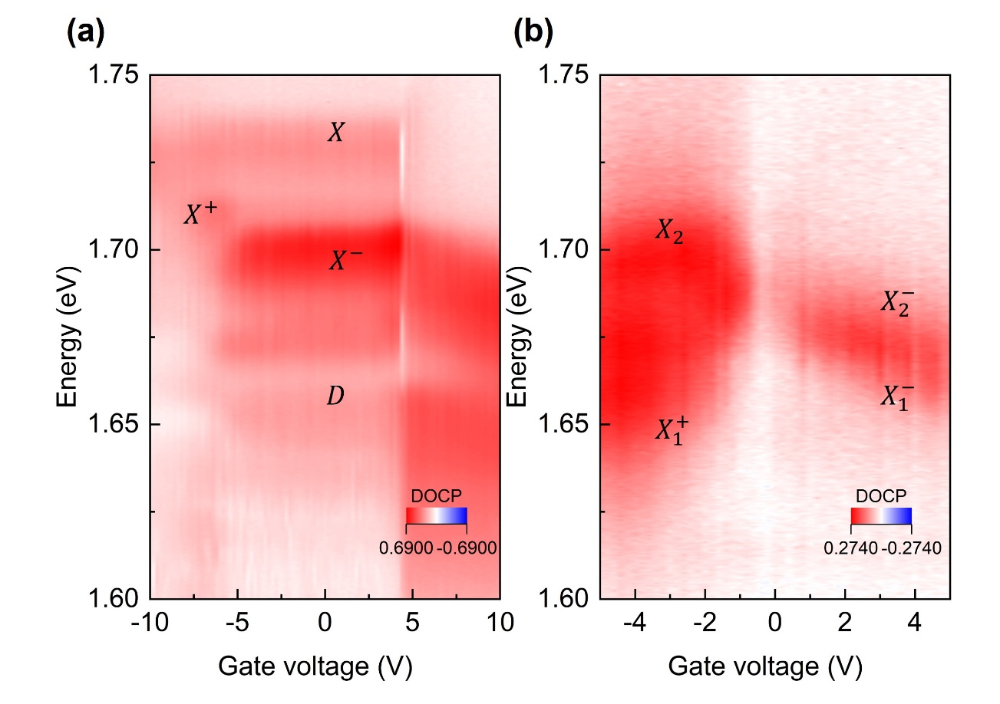 (a)
1.75
1.70
1.65
1.60
Energy (eV)
X
X⁺
X⁻
D
DOCP
0.6900 -0.6900
-10 -5 0 5 10
Gate voltage (V)
(b)
1.75
1.70
1.65
1.60
Energy (eV)
X₂
X₂⁻
X₁⁻
X₁⁺
DOCP
0.2740 -0.2740
-4 -2 0 2 4
Gate voltage (V)